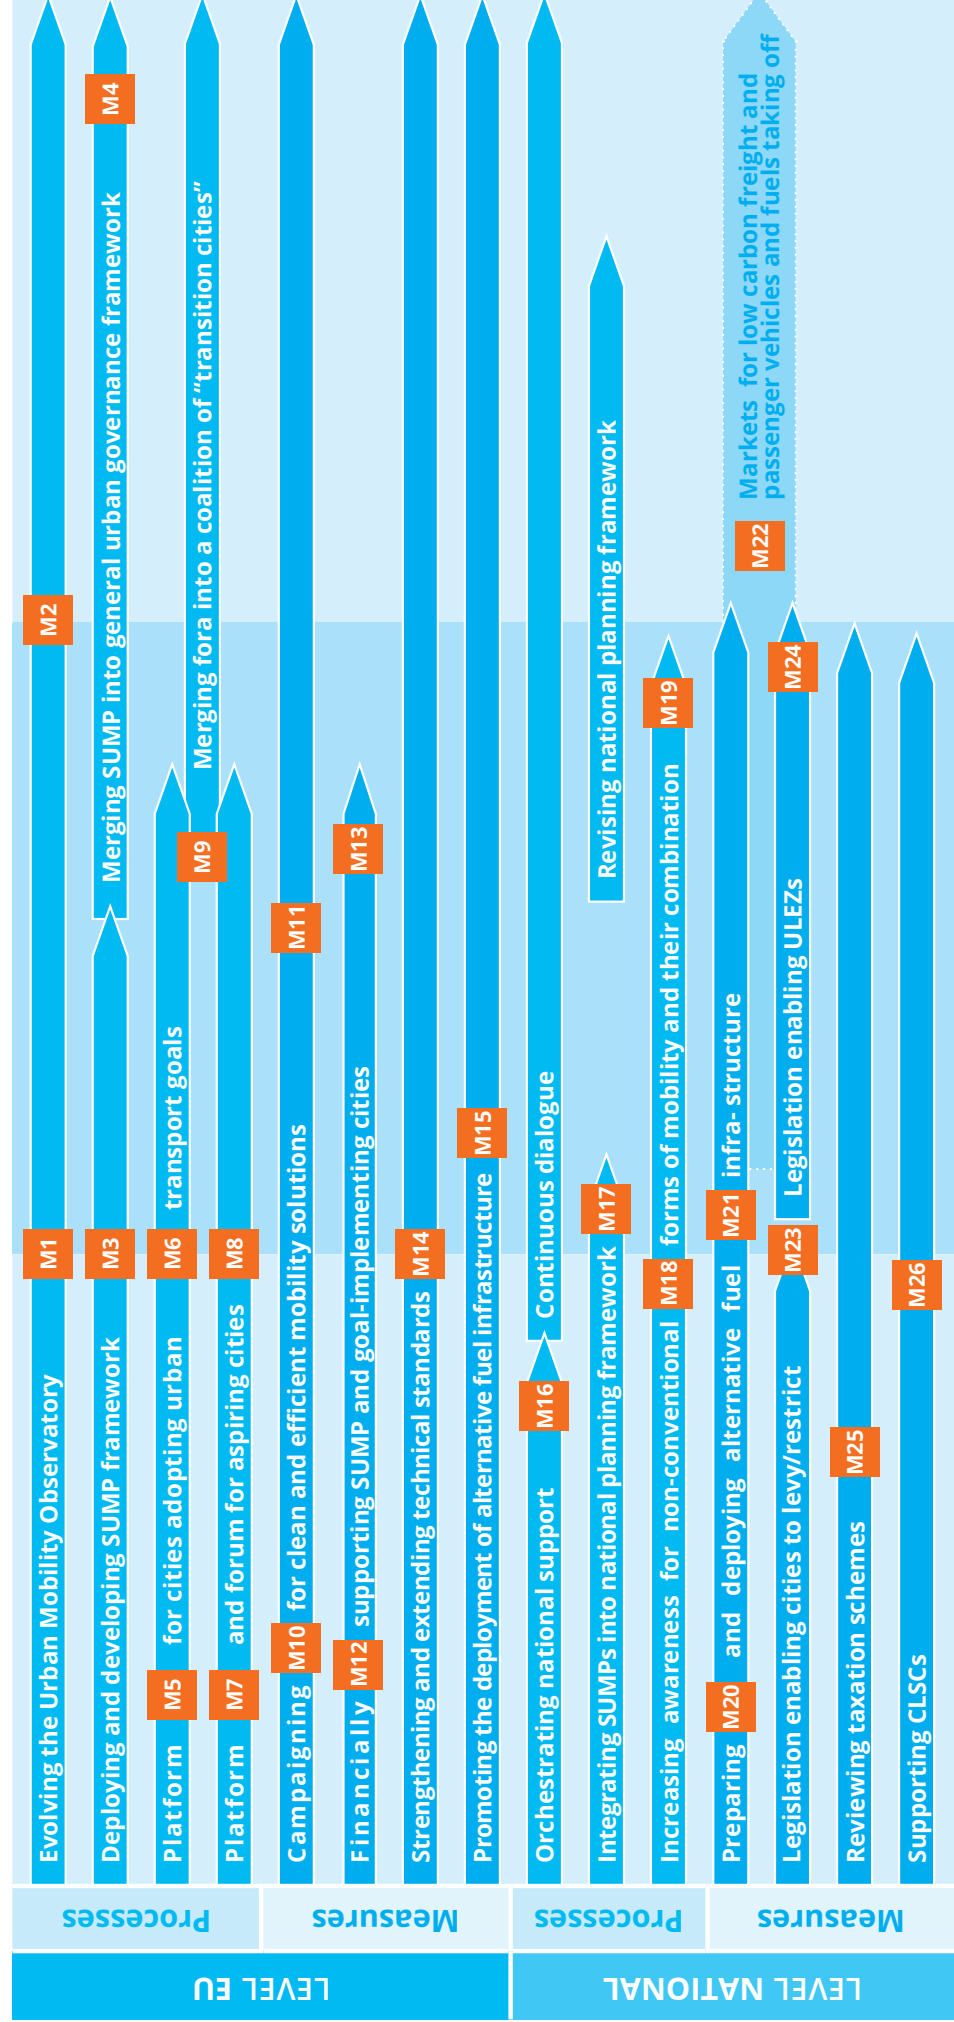 LEVEL EU
Processes
Evolving the Urban Mobility Observatory
M1
M2
Deploying and developing SUMP framework
M3
Merging SUMP into general urban governance framework
M4
Platform
M5
for cities adopting urban
M6
transport goals
Platform
M7
and forum for aspiring cities
M8
M9
Merging fora into a coalition of “transition cities”
Measures
Campaigning
M10
for clean and efficient mobility solutions
M11
Financially
M12
supporting SUMP and goal-implementing cities
M13
Strengthening and extending technical standards
M14
Promoting the deployment of alternative fuel infrastructure
M15
LEVEL NATIONAL
Processes
Orchestrating national support
M16
Continuous dialogue
Integrating SUMPs into national planning framework
M17
Revising national planning framework
Increasing awareness for non-conventional
M18
forms of mobility and their combination
M19
Measures
Preparing
M20
and deploying alternative fuel
M21
infra- structure
M22
Markets for low carbon freight and
passenger vehicles and fuels taking off
Legislation enabling cities to levy/restrict
M23
Legislation enabling ULEZs
M24
Reviewing taxation schemes
M25
Supporting CLSCs
M26